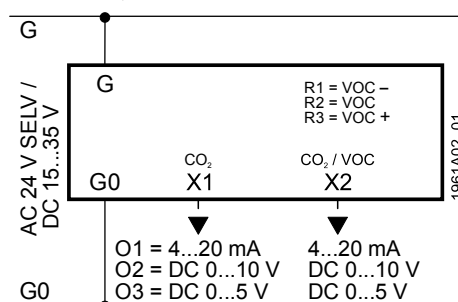 G
G
R1 = VOC –
R2 = VOC
R3 = VOC +
AC 24 V SELV /
DC 15...35 V
CO₂
CO₂ / VOC
G0
X1
X2
1961A02_01
O1 = 4...20 mA
4...20 mA
O2 = DC 0...10 V
DC 0...10 V
G0
O3 = DC 0...5 V
DC 0...5 V